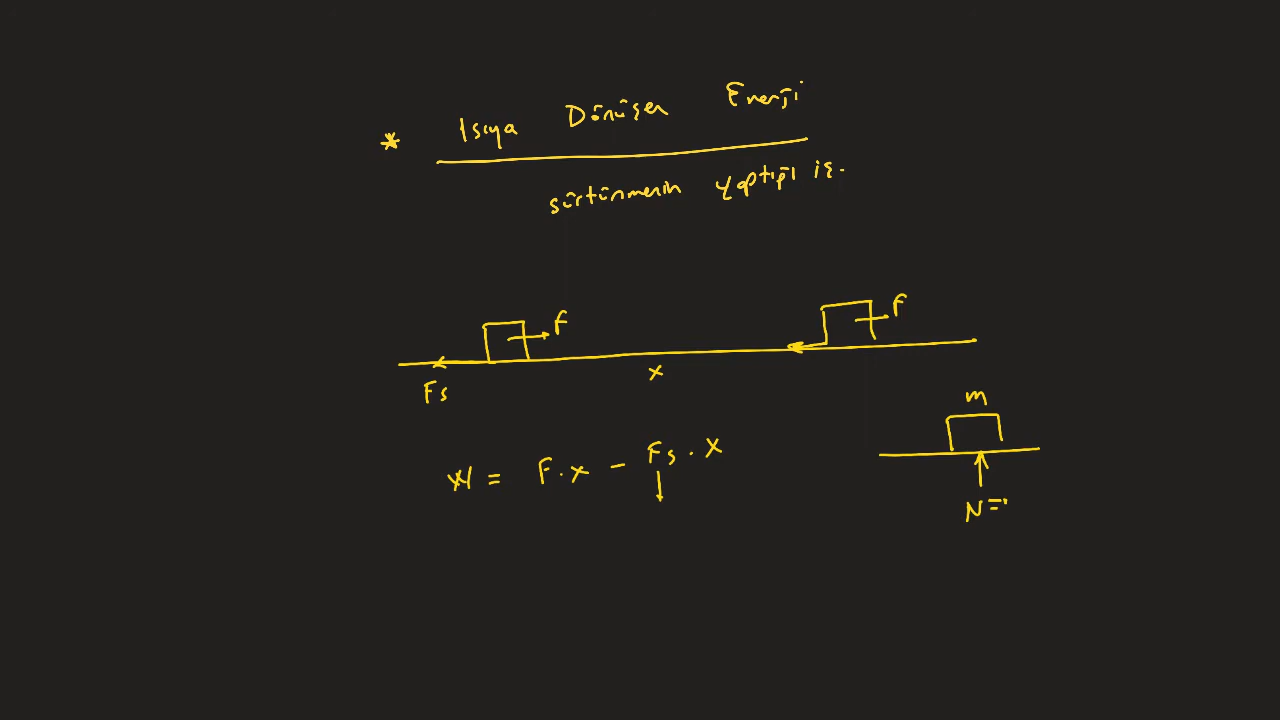 * Isıya Dönüşen Enerji
sürtünmenin yaptığı iş.
F
F
Fs
x
m
W = F.x - Fs.x
N=